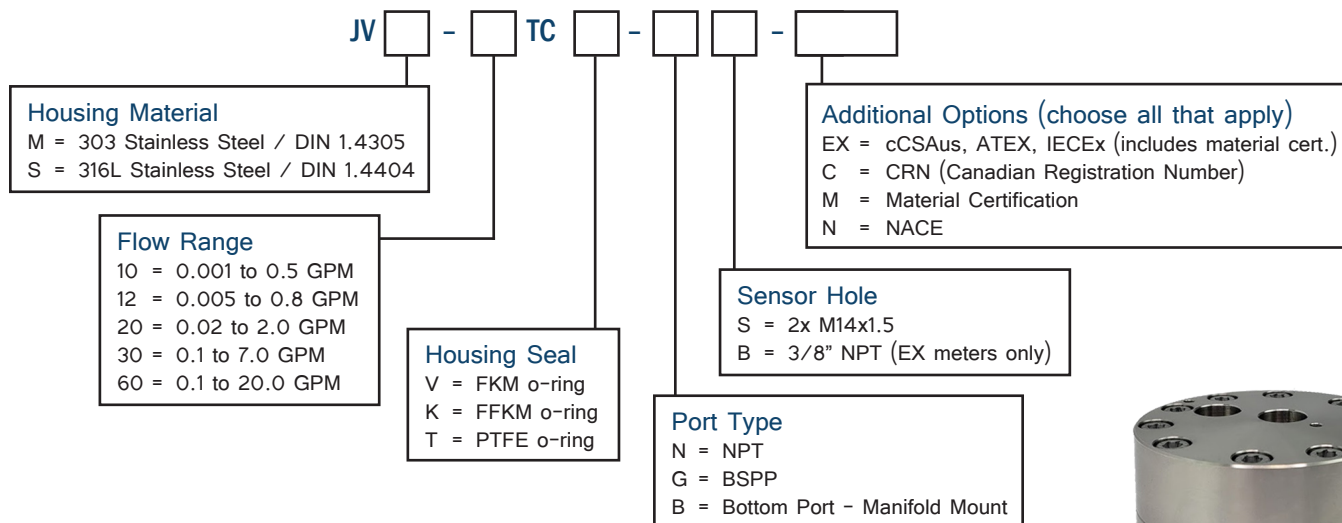 JV - TC - -
Housing Material
M = 303 Stainless Steel / DIN 1.4305
S = 316L Stainless Steel / DIN 1.4404
Flow Range
10 = 0.001 to 0.5 GPM
12 = 0.005 to 0.8 GPM
20 = 0.02 to 2.0 GPM
30 = 0.1 to 7.0 GPM
60 = 0.1 to 20.0 GPM
Housing Seal
V = FKM o-ring
K = FFKM o-ring
T = PTFE o-ring
Port Type
N = NPT
G = BSPP
B = Bottom Port - Manifold Mount
Sensor Hole
S = 2x M14x1.5
B = 3/8" NPT (EX meters only)
Additional Options (choose all that apply)
EX = cCSAus, ATEX, IECEx (includes material cert.)
C = CRN (Canadian Registration Number)
M = Material Certification
N = NACE